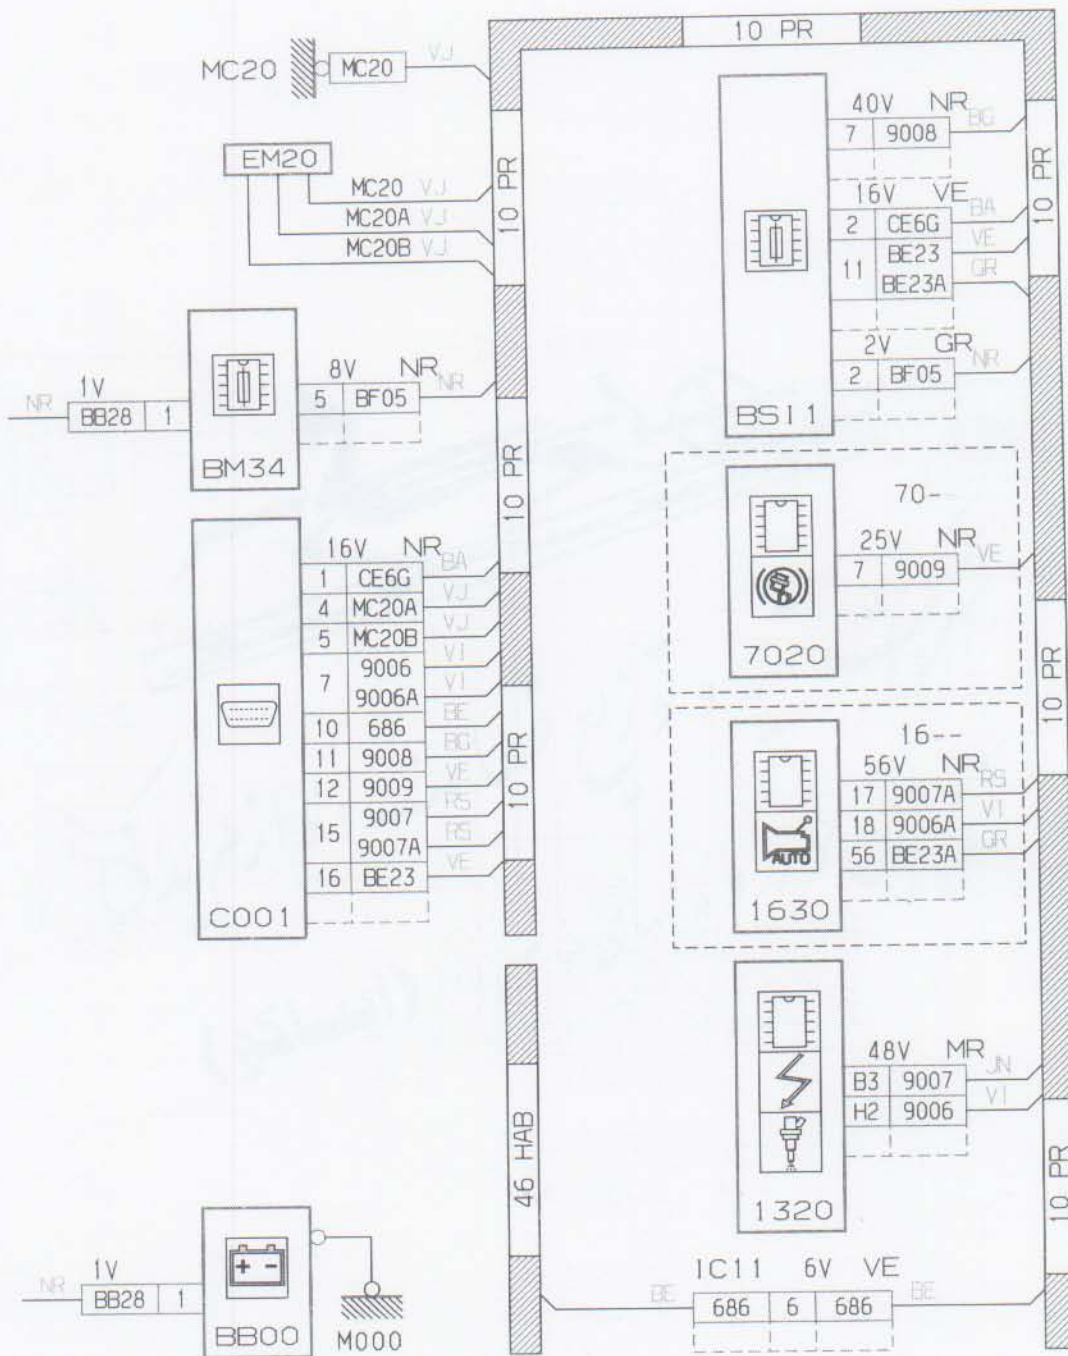 10 PR
MC20 MC20 VJ
EM20
MC20 VJ
MC20A VJ
MC20B VJ
10 PR
1V
NR BB28 1
8V NR
5 BF05 NR
BM34
10 PR
16V NR
1 CE6G BA
4 MC20A VJ
5 MC20B VJ
7 9006 VI
9006A VI
10 686 BE
11 9008 BG
12 9009 VE
15 9007 RS
9007A RS
16 BE23 VE
C001
10 PR
46 HAB
1V
NR BB28 1
BB00
M000
40V NR
7 9008 BG
16V VE
2 CE6G BA
11 BE23 VE
BE23A GR
2V GR
2 BF05 NR
BSI1
10 PR
70-
25V NR
7 9009 VE
7020
10 PR
16--
56V NR
17 9007A RS
18 9006A VI
56 BE23A GR
AUTO
1630
48V MR
B3 9007 JN
H2 9006 VI
1320
10 PR
IC11 6V VE
BE 686 6 686 BE
(ایساکو)